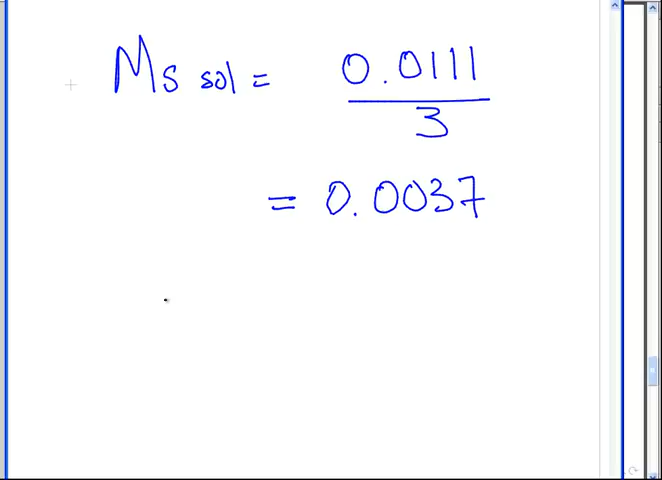 Ms sol = 0.0111
3
= 0.0037